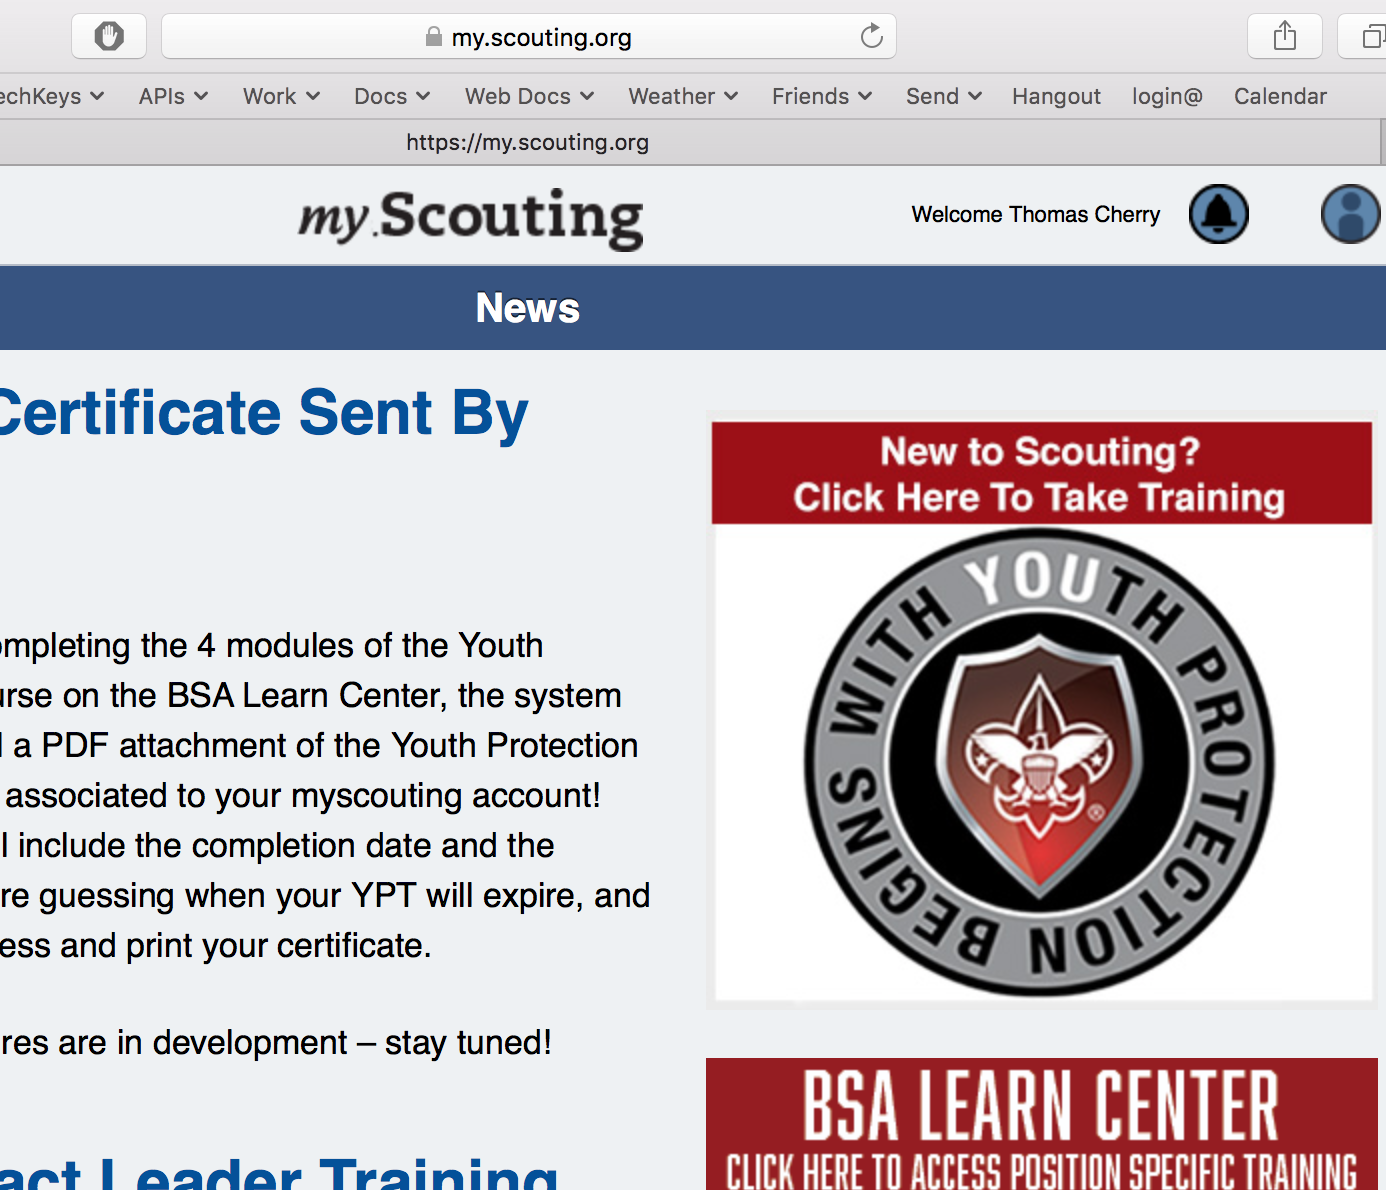 my.scouting.org
echKeys APIs Work Docs Web Docs Weather Friends Send Hangout login@ Calendar
https://my.scouting.org
my.Scouting
Welcome Thomas Cherry
News
Certificate Sent By
ompleting the 4 modules of the Youth
urse on the BSA Learn Center, the system
l a PDF attachment of the Youth Protection
associated to your myscouting account!
l include the completion date and the
re guessing when your YPT will expire, and
ess and print your certificate.
res are in development – stay tuned!
act Leader Training
New to Scouting?
Click Here To Take Training
YOUTH PROTECTION BEGINS WITH
®
BSA LEARN CENTER
CLICK HERE TO ACCESS POSITION SPECIFIC TRAINING